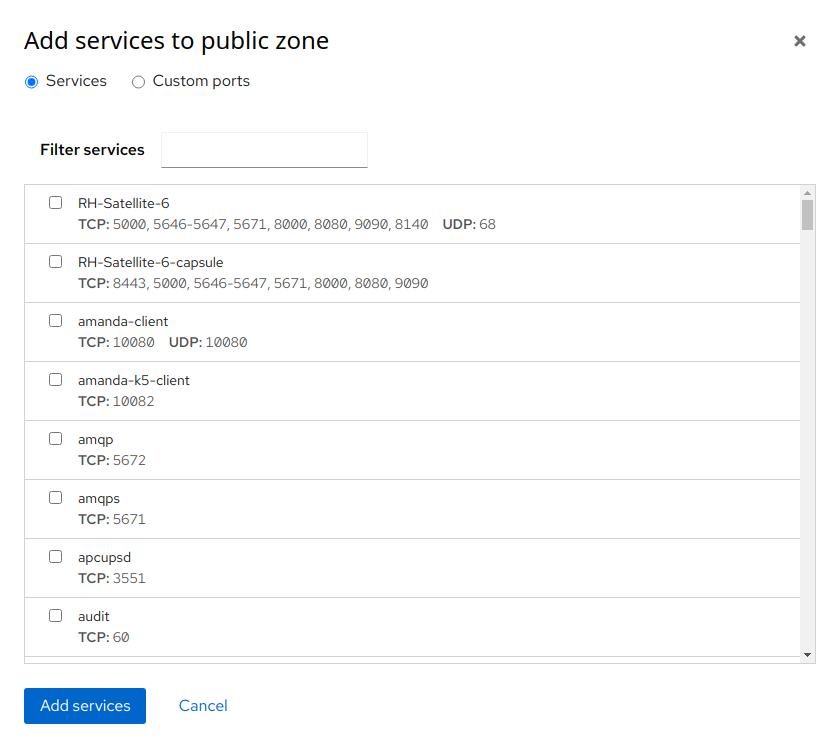 Add services to public zone
Services Custom ports
Filter services
RH-Satellite-6
TCP: 5000, 5646-5647, 5671, 8000, 8080, 9090, 8140 UDP: 68
RH-Satellite-6-capsule
TCP: 8443, 5000, 5646-5647, 5671, 8000, 8080, 9090
amanda-client
TCP: 10080 UDP: 10080
amanda-k5-client
TCP: 10082
amqp
TCP: 5672
amqps
TCP: 5671
apcupsd
TCP: 3551
audit
TCP: 60
Add services Cancel